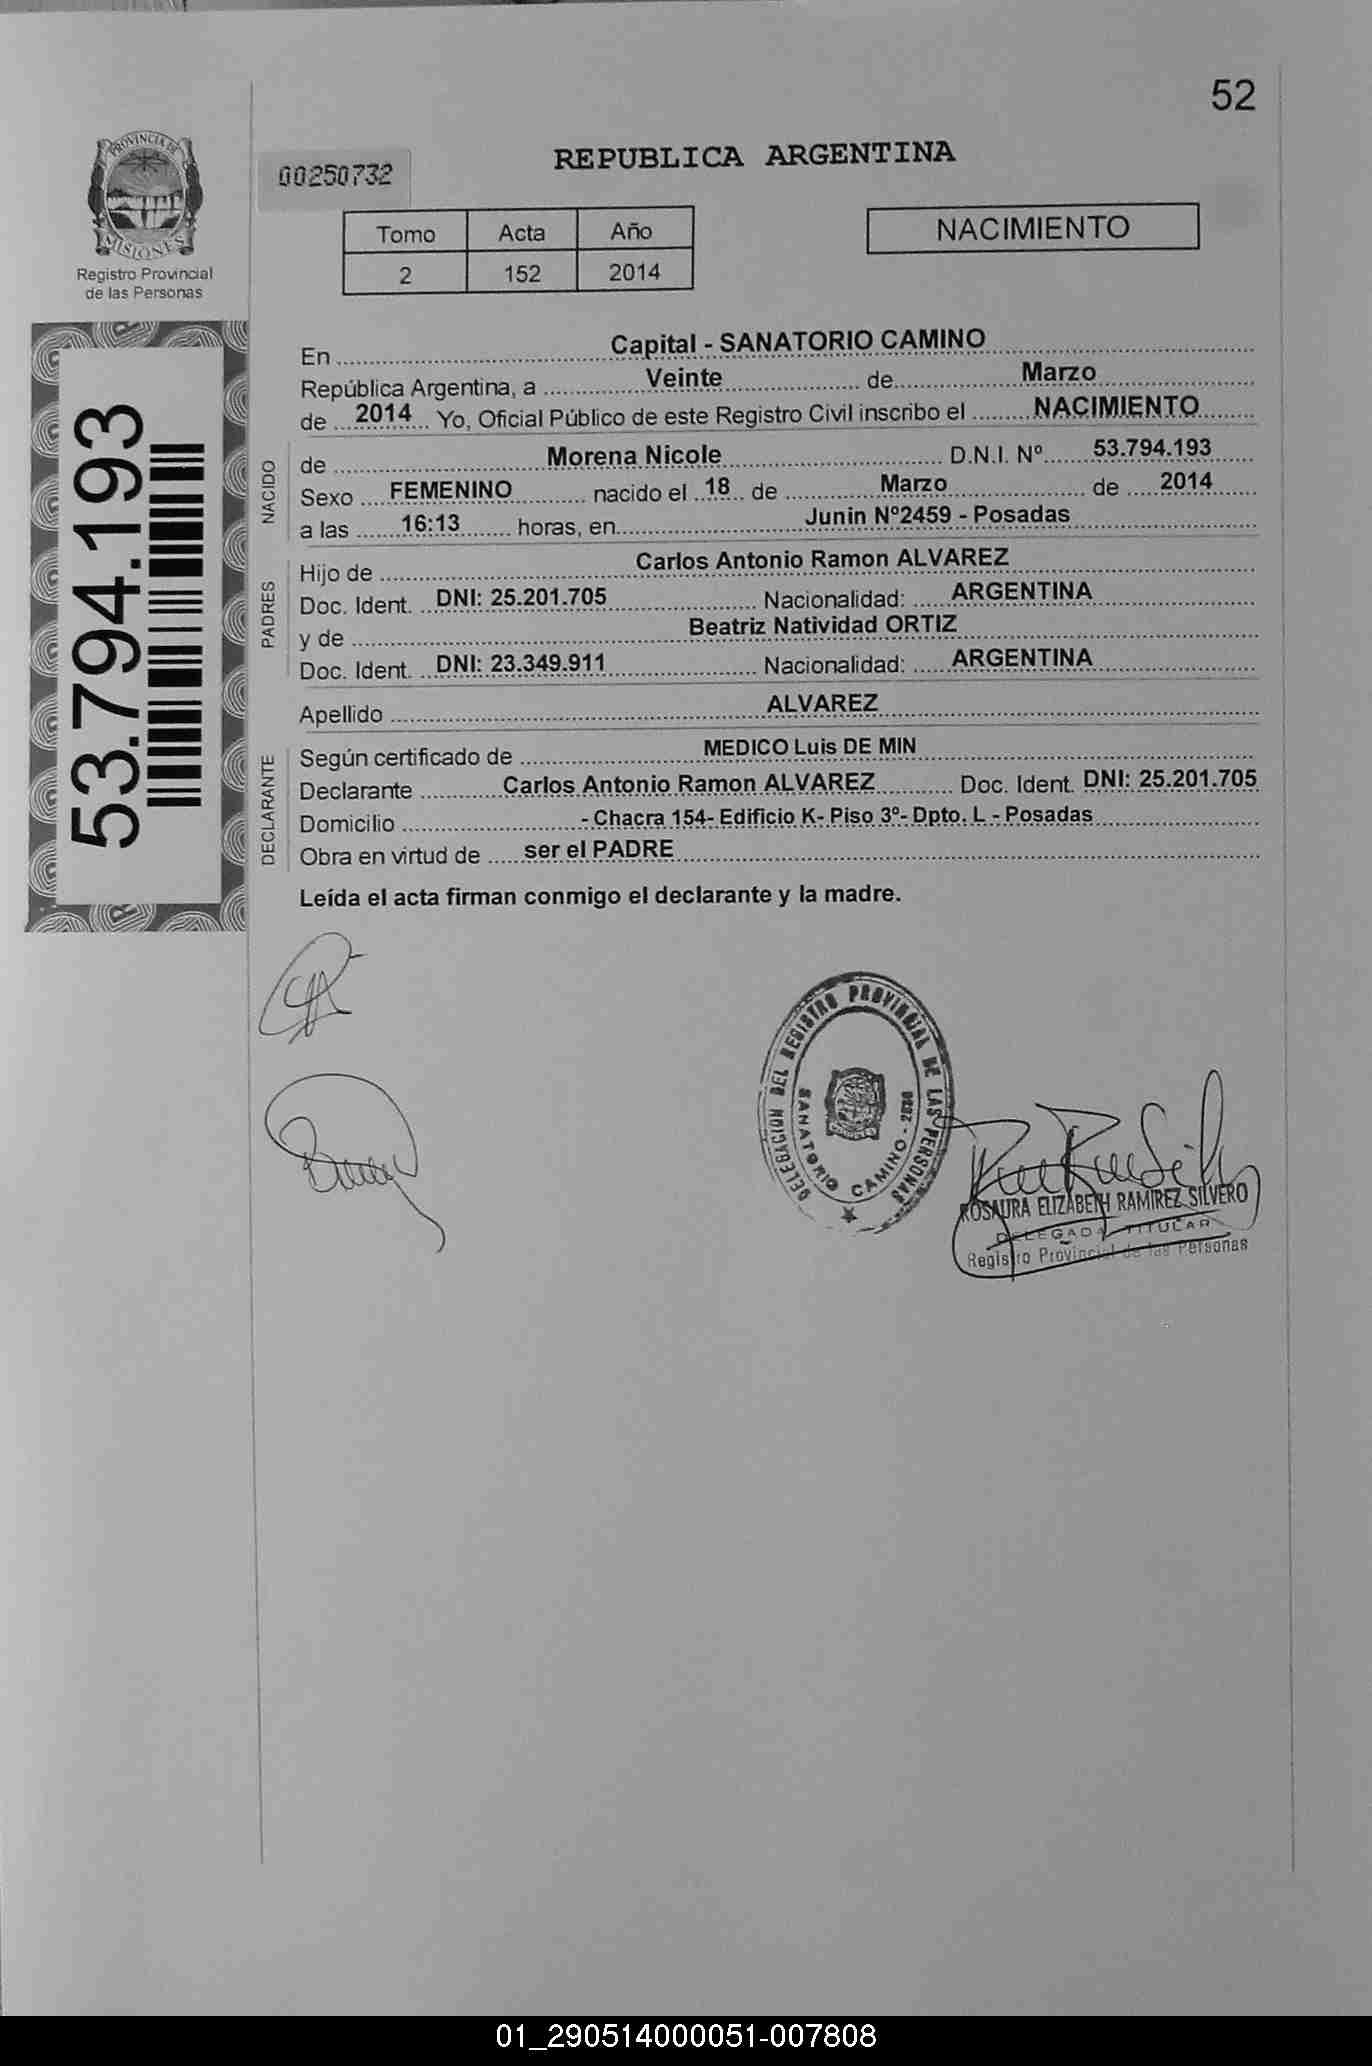 52
PROVINCIA DE
MISIONES
Registro Provincial
de las Personas
00250732
REPUBLICA ARGENTINA
Tomo Acta Año
2 152 2014
NACIMIENTO
53.794.193
En Capital - SANATORIO CAMINO
República Argentina, a Veinte de Marzo
de 2014 Yo, Oficial Público de este Registro Civil inscribo el NACIMIENTO
NACIDO
de Morena Nicole D.N.I. Nº 53.794.193
Sexo FEMENINO nacido el 18 de Marzo de 2014
a las 16:13 horas, en Junin Nº2459 - Posadas
PADRES
Hijo de Carlos Antonio Ramon ALVAREZ
Doc. Ident. DNI: 25.201.705 Nacionalidad: ARGENTINA
y de Beatriz Natividad ORTIZ
Doc. Ident. DNI: 23.349.911 Nacionalidad: ARGENTINA
Apellido ALVAREZ
DECLARANTE
Según certificado de MEDICO Luis DE MIN
Declarante Carlos Antonio Ramon ALVAREZ Doc. Ident. DNI: 25.201.705
Domicilio - Chacra 154- Edificio K- Piso 3º- Dpto. L - Posadas
Obra en virtud de ser el PADRE
Leída el acta firman conmigo el declarante y la madre.
DELEGACION DEL REGISTRO PROVINCIAL DE LAS PERSONAS
SANATORIO CAMINO -
ROSAURA ELIZABETH RAMIREZ SILVERO
DELEGADA TITULAR
Registro Provincial de las Personas
01_290514000051-007808